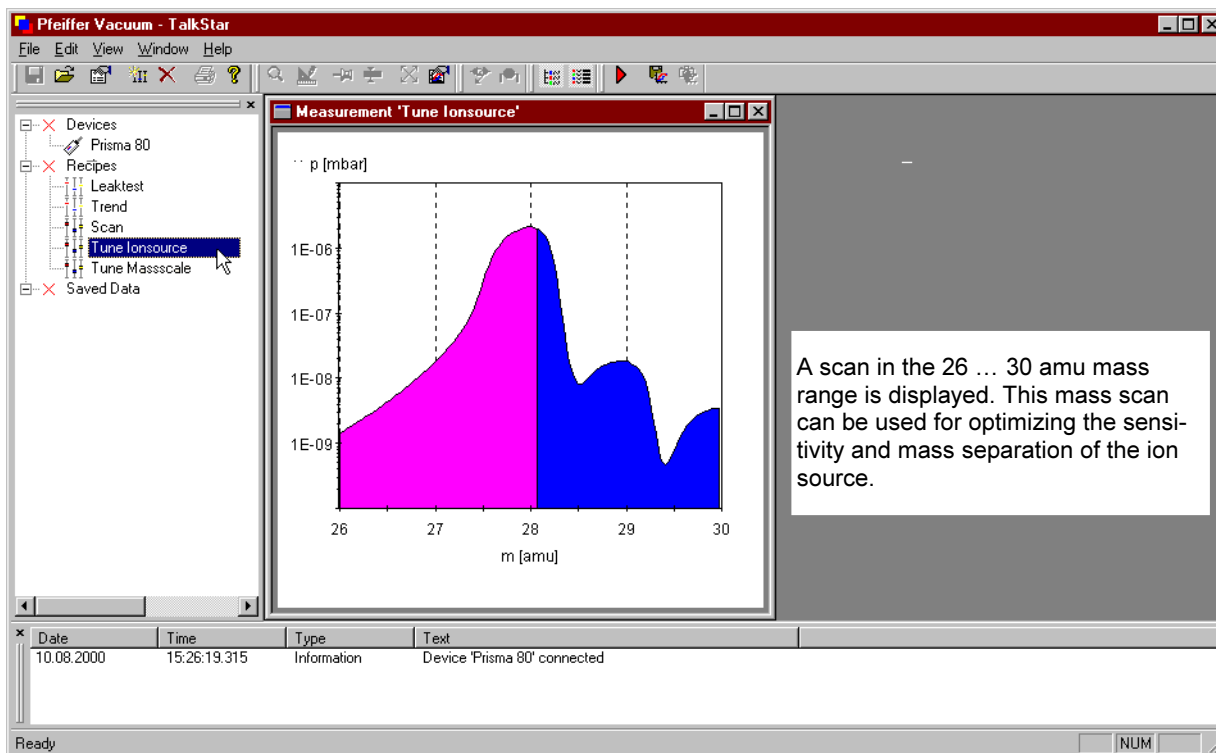 Pfeiffer Vacuum - TalkStar
File Edit View Window Help
Devices
Prisma 80
Recipes
Leaktest
Trend
Scan
Tune Ionsource
Tune Massscale
Saved Data
Measurement 'Tune Ionsource'
p [mbar]
1E-06
1E-07
1E-08
1E-09
26 27 28 29 30
m [amu]
A scan in the 26 … 30 amu mass
range is displayed. This mass scan
can be used for optimizing the sensi-
tivity and mass separation of the ion
source.
Date Time Type Text
10.08.2000 15:26:19.315 Information Device 'Prisma 80' connected
Ready NUM